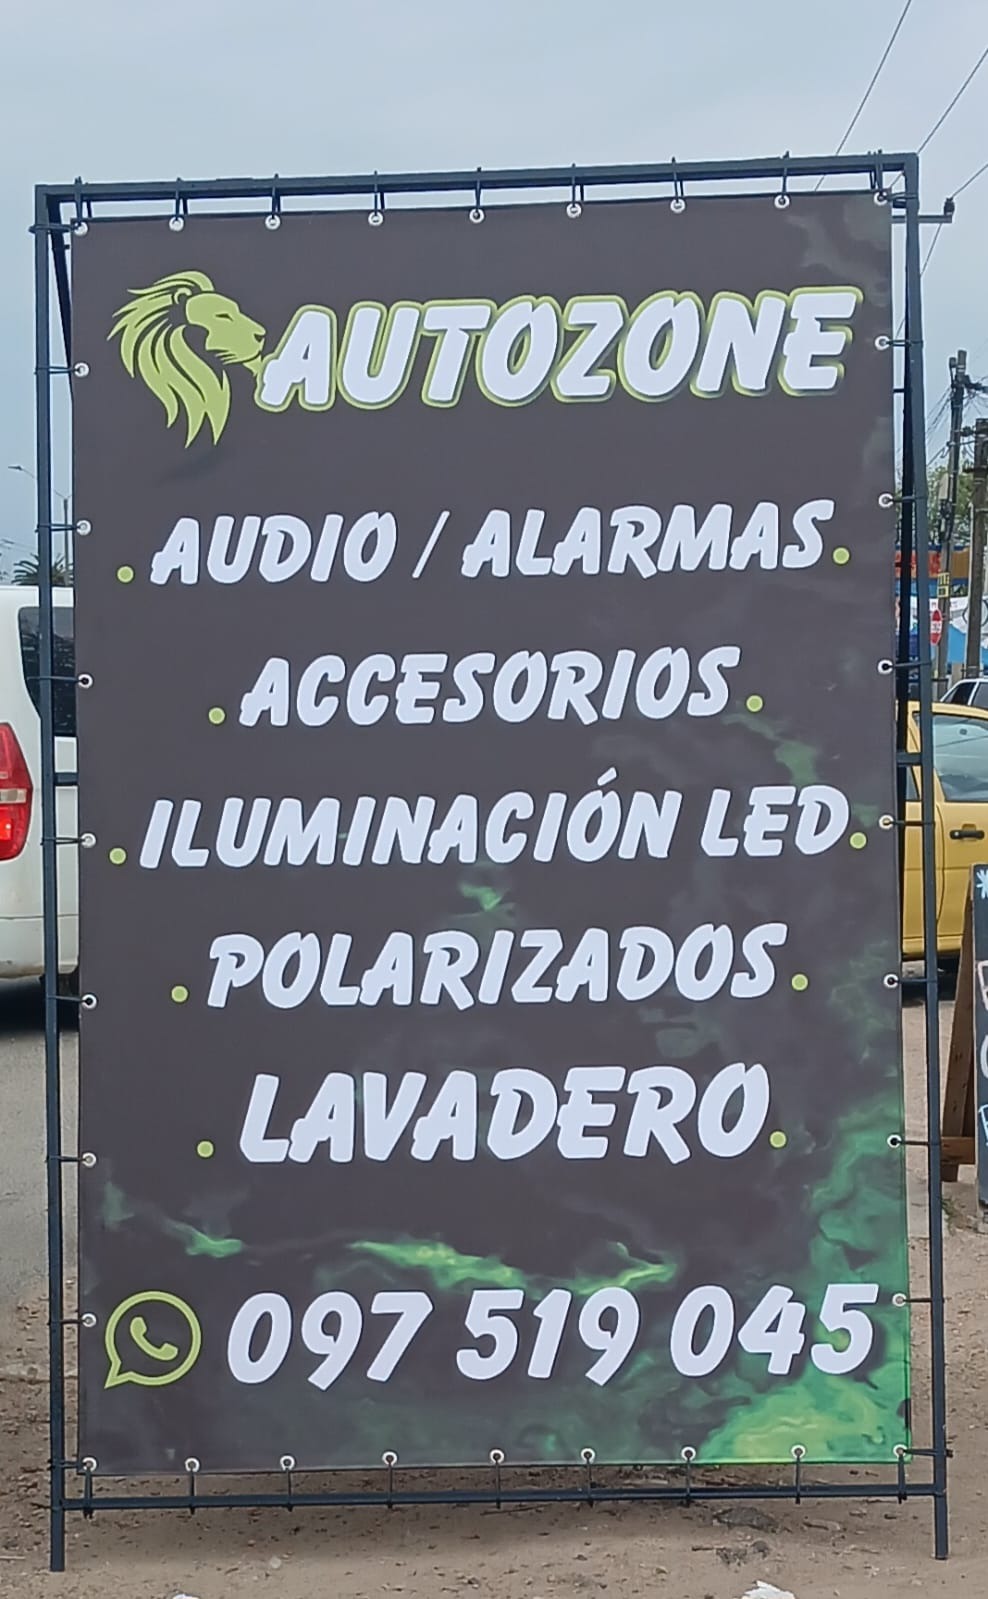 AUTOZONE
. AUDIO / ALARMAS .
. ACCESORIOS .
. ILUMINACIÓN LED .
. POLARIZADOS .
. LAVADERO .
097 519 045